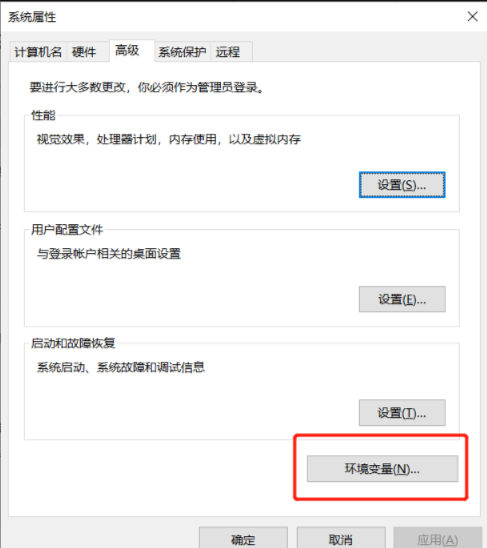 系统属性
计算机名 硬件 高级 系统保护 远程
要进行大多数更改，你必须作为管理员登录。
性能
视觉效果，处理器计划，内存使用，以及虚拟内存
设置(S)...
用户配置文件
与登录帐户相关的桌面设置
设置(E)...
启动和故障恢复
系统启动、系统故障和调试信息
设置(T)...
环境变量(N)...
确定 取消 应用(A)